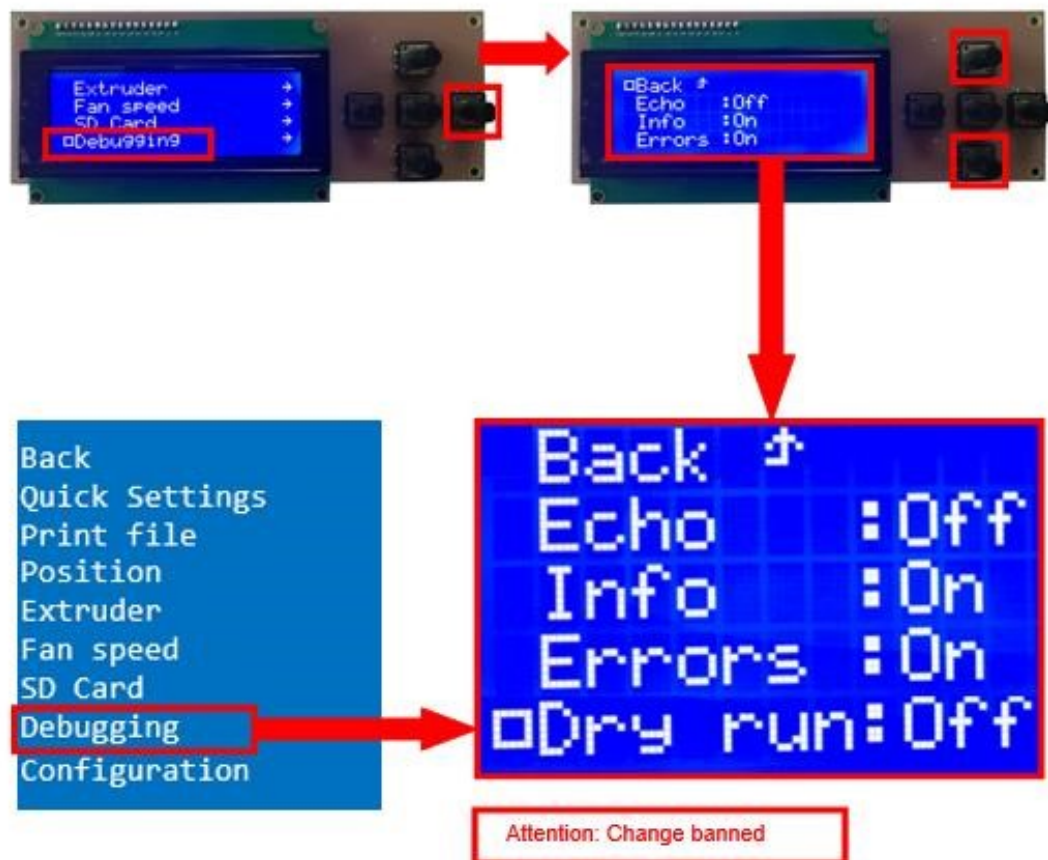 Extruder →
Fan speed →
SD Card →
Debugging →
Back
Echo :Off
Info :On
Errors :On
Back
Quick Settings
Print file
Position
Extruder
Fan speed
SD Card
Debugging
Configuration
Back
Echo :Off
Info :On
Errors :On
Dry run:Off
Attention: Change banned